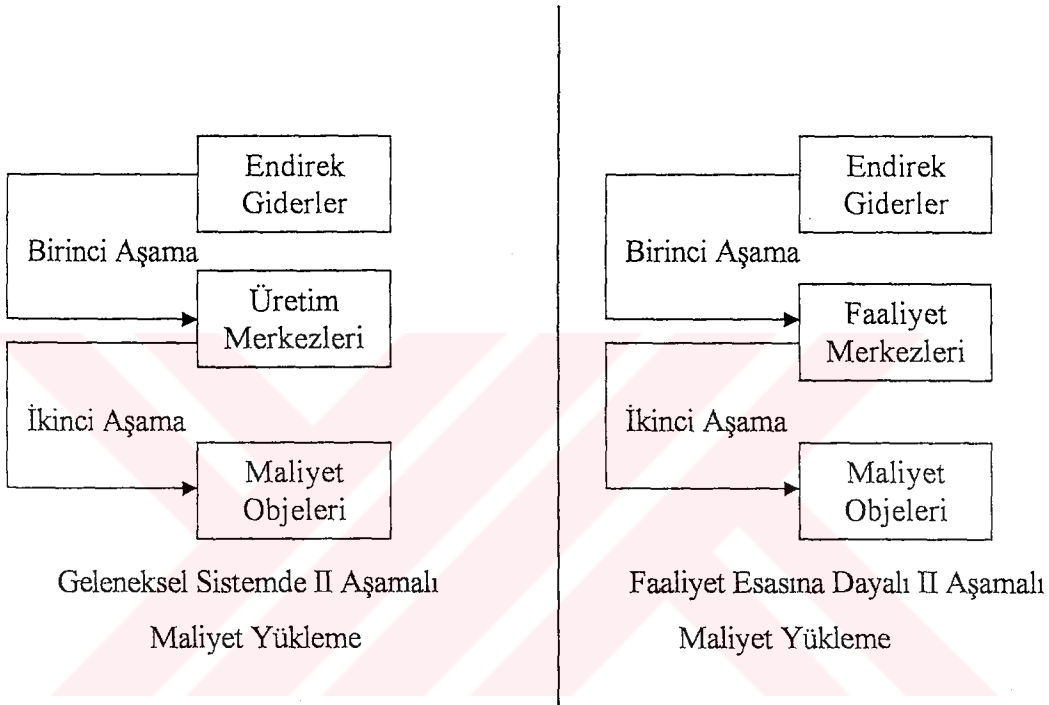 Endirek
Giderler
Birinci Aşama
Üretim
Merkezleri
İkinci Aşama
Maliyet
Objeleri
Geleneksel Sistemde II Aşamalı
Maliyet Yükleme
Endirek
Giderler
Birinci Aşama
Faaliyet
Merkezleri
İkinci Aşama
Maliyet
Objeleri
Faaliyet Esasına Dayalı II Aşamalı
Maliyet Yükleme